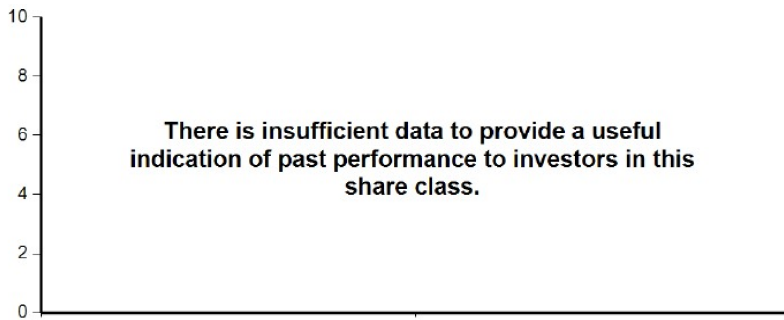 10
8
There is insufficient data to provide a useful
6
indication of past performance to investors in this
share class.
4
2
0